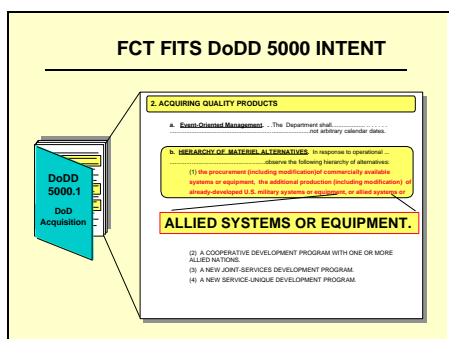 FCT FITS DoDD 5000 INTENT
2. ACQUIRING QUALITY PRODUCTS
a. Event-Oriented Management. . .The Department shall...................... . . . . .
.......................................................................not arbitrary calendar dates.
b. HIERARCHY OF MATERIEL ALTERNATIVES. In response to operational ...
...............................................observe the following hierarchy of alternatives:
(1) the procurement (including modification)of commercially available
systems or equipment, the additional production (including modification) of
already-developed U.S. military systems or equipment, or allied systems or
ALLIED SYSTEMS OR EQUIPMENT.
(2) A COOPERATIVE DEVELOPMENT PROGRAM WITH ONE OR MORE
ALLIED NATIONS.
(3) A NEW JOINT-SERVICES DEVELOPMENT PROGRAM.
(4) A NEW SERVICE-UNIQUE DEVELOPMENT PROGRAM.
DoDD
5000.1
DoD
Acquisition